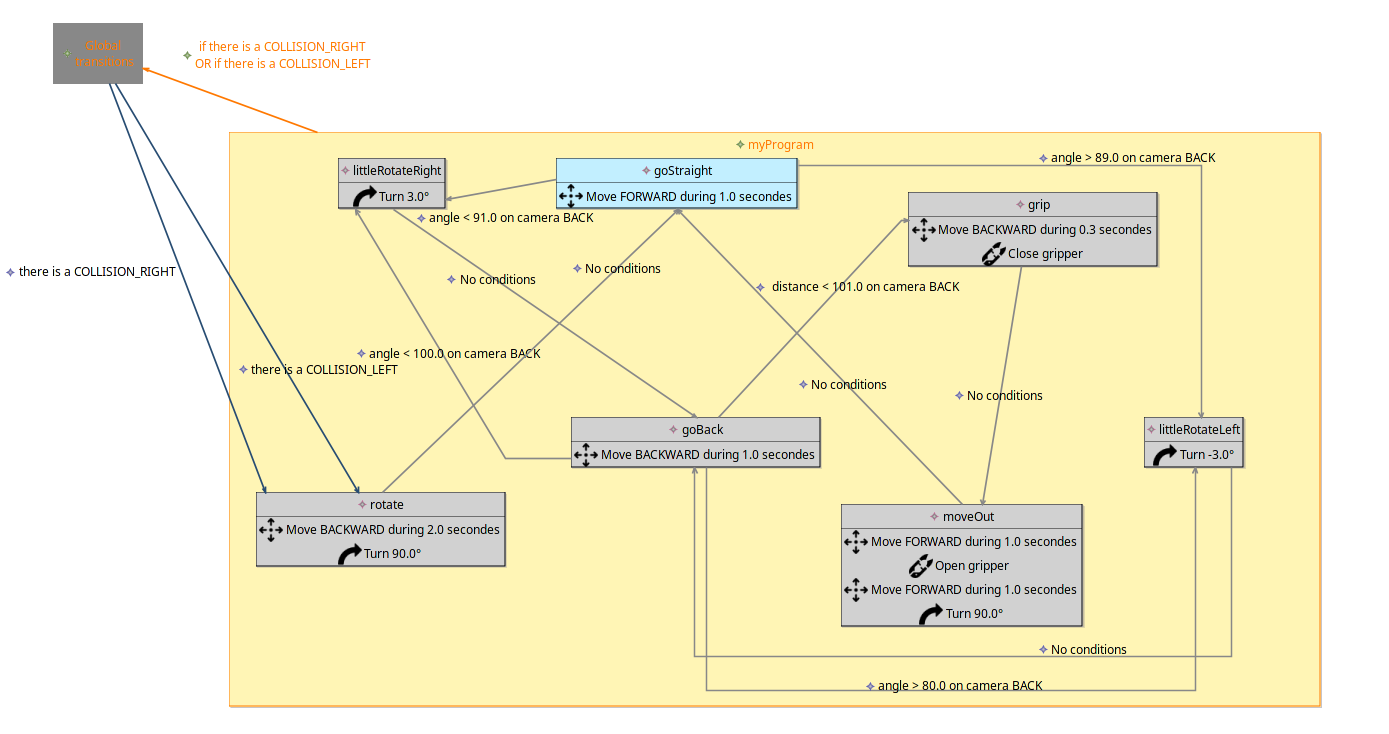 Global
transitions
if there is a COLLISION_RIGHT
OR if there is a COLLISION_LEFT
myProgram
littleRotateRight
Turn 3.0°
goStraight
Move FORWARD during 1.0 secondes
angle > 89.0 on camera BACK
angle < 91.0 on camera BACK
grip
Move BACKWARD during 0.3 secondes
Close gripper
there is a COLLISION_RIGHT
No conditions
No conditions
distance < 101.0 on camera BACK
angle < 100.0 on camera BACK
there is a COLLISION_LEFT
No conditions
No conditions
goBack
Move BACKWARD during 1.0 secondes
littleRotateLeft
Turn -3.0°
rotate
Move BACKWARD during 2.0 secondes
Turn 90.0°
moveOut
Move FORWARD during 1.0 secondes
Open gripper
Move FORWARD during 1.0 secondes
Turn 90.0°
No conditions
angle > 80.0 on camera BACK